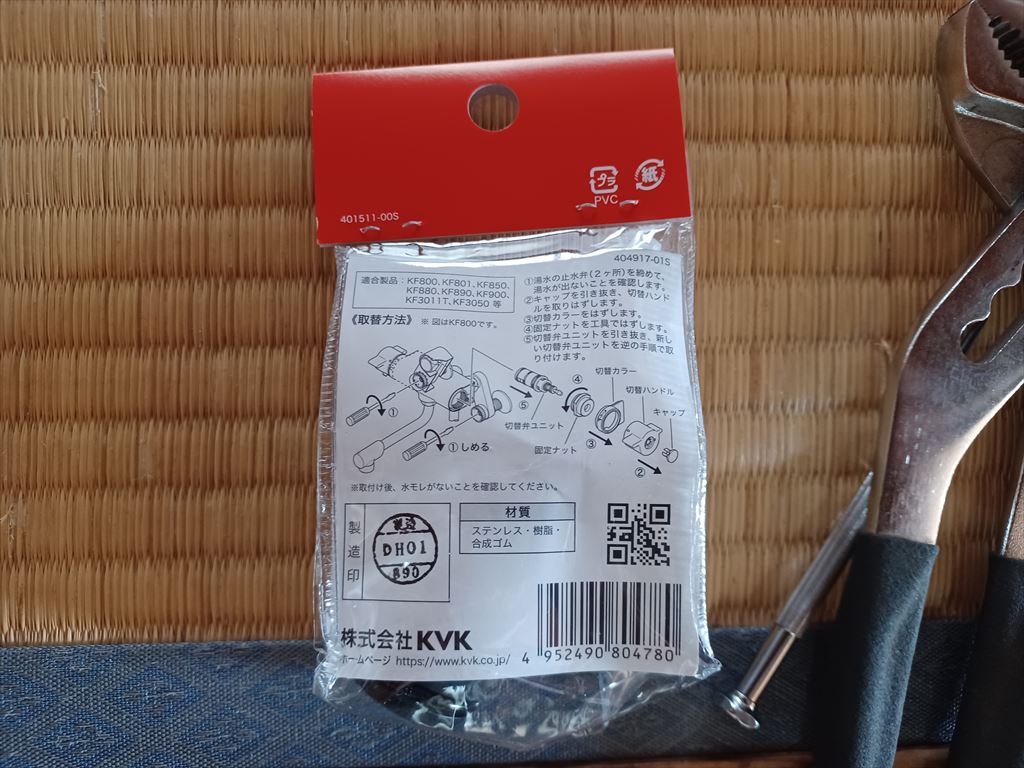 プラ
PVC
紙
401511-00S
404917-01S
適合製品：KF800、KF801、KF850、
KF880、KF890、KF900、
KF3011T、KF3050 等
《取替方法》 ※ 図はKF800です。
①湯水の止水弁(2ヶ所)を締めて、
湯水が出ないことを確認します。
②キャップを引き抜き、切替ハンド
ルを取りはずします。
③切替カラーをはずします。
④固定ナットを工具ではずします。
⑤切替弁ユニットを引き抜き、新し
い切替弁ユニットを逆の手順で取
り付けます。
切替カラー
④
切替ハンドル
キャップ
⑤
①
切替弁ユニット
①しめる
固定ナット
③
②
※取付け後、水モレがないことを確認してください。
製造印
DH01
材質
ステンレス・樹脂・
合成ゴム
株式会社KVK
ホームページ https://www.kvk.co.jp/
4 952490 804780